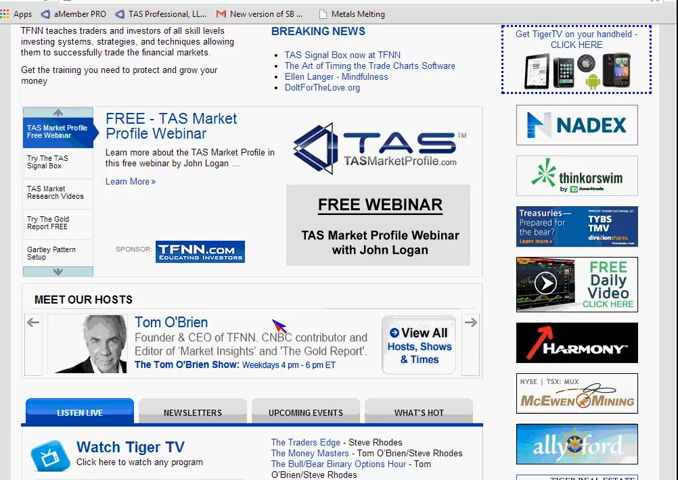 Apps
aMember PRO
TAS Professional, LL...
New version of SB ...
Metals Melting
TFNN teaches traders and investors of all skill levels
investing systems, strategies, and techniques allowing
them to successfully trade the financial markets.
Get the training you need to protect and grow your
money
BREAKING NEWS
TAS Signal Box now at TFNN
The Art of Timing the Trade Charts Software
Ellen Langer - Mindfulness
DoItForTheLove.org
Get TigerTV on your handheld -
CLICK HERE
TAS Market Profile
Free Webinar
Try The TAS
Signal Box
TAS Market
Research Videos
Try The Gold
Report FREE
Gartley Pattern
Setup
FREE - TAS Market
Profile Webinar
Learn more about the TAS Market Profile in
this free webinar by John Logan ...
Learn More »
SPONSOR:
TFNN.COM
EDUCATING INVESTORS
TAS™
TASMarketProfile.com
FREE WEBINAR
TAS Market Profile Webinar
with John Logan
NADEX
thinkorswim
by TD Ameritrade
Treasuries-
Prepared for
the bear?
Learn more
TYBS
TMV
direxionshares
FREE
Daily
Video
CLICK HERE
HARMONY
NYSE | TSX: MUX
MCEWEN MINING
ally ford
TIGER REAL ESTATE
MEET OUR HOSTS
Tom O'Brien
Founder & CEO of TFNN. CNBC contributor and
Editor of 'Market Insights' and 'The Gold Report'.
The Tom O'Brien Show: Weekdays 4 pm - 6 pm ET
View All
Hosts, Shows
& Times
LISTEN LIVE
NEWSLETTERS
UPCOMING EVENTS
WHAT'S HOT
Watch Tiger TV
Click here to watch any program
The Traders Edge - Steve Rhodes
The Money Masters - Tom O'Brien/Steve Rhodes
The Bull/Bear Binary Options Hour - Tom
O'Brien/Steve Rhodes